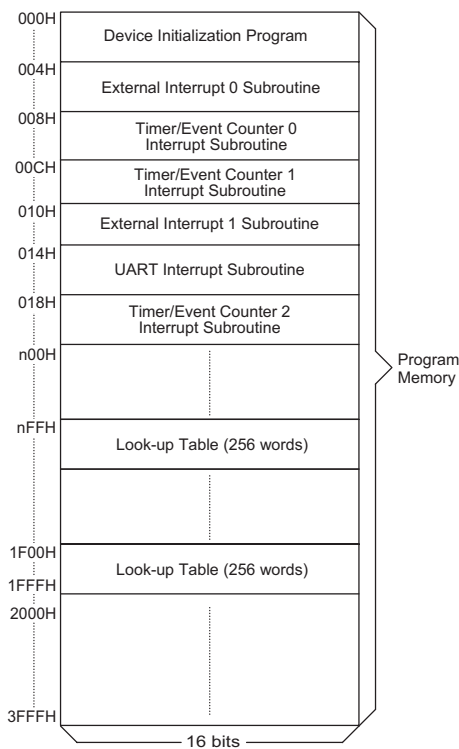 000H
Device Initialization Program
004H
External Interrupt 0 Subroutine
008H
Timer/Event Counter 0
Interrupt Subroutine
00CH
Timer/Event Counter 1
Interrupt Subroutine
010H
External Interrupt 1 Subroutine
014H
UART Interrupt Subroutine
018H
Timer/Event Counter 2
Interrupt Subroutine
n00H
Program
Memory
nFFH
Look-up Table (256 words)
1F00H
Look-up Table (256 words)
1FFFH
2000H
3FFFH
16 bits